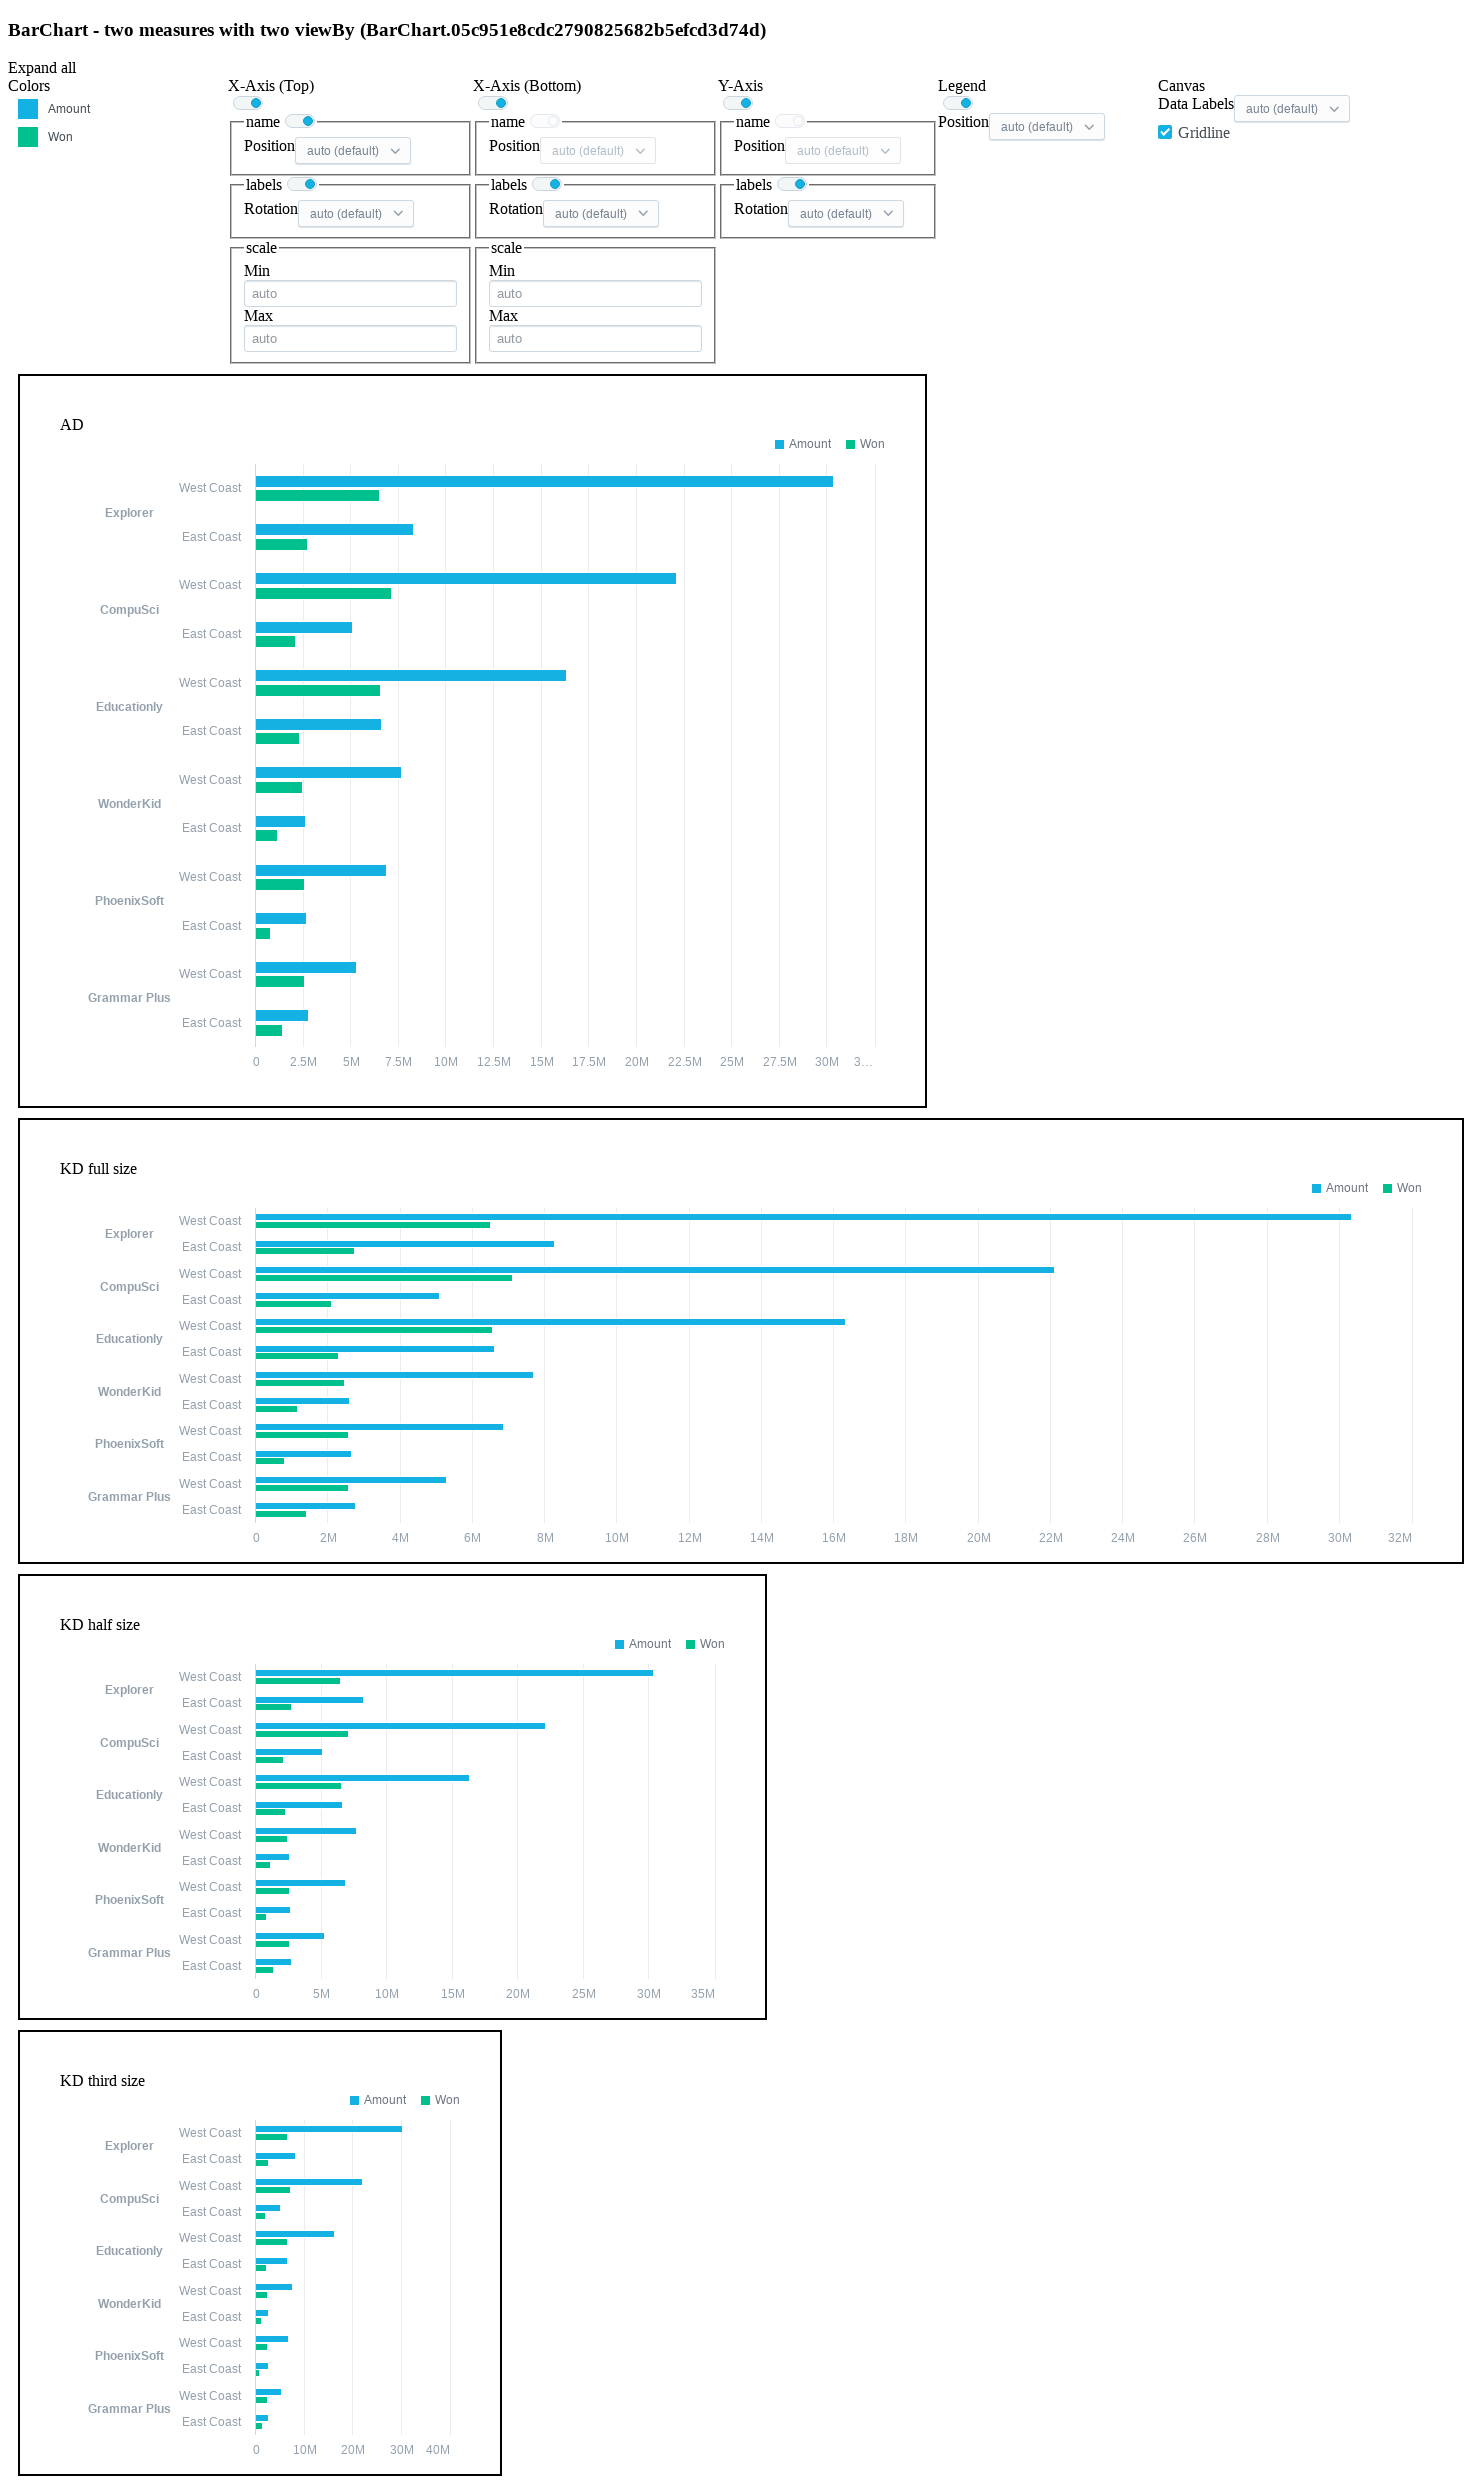 BarChart - two measures with two viewBy (BarChart.05c951e8cdc2790825682b5efcd3d74d)
Expand all
Colors
Amount
Won
X-Axis (Top)
name
Position auto (default)
labels
Rotation auto (default)
scale
Min
auto
Max
auto
X-Axis (Bottom)
name
Position auto (default)
labels
Rotation auto (default)
scale
Min
auto
Max
auto
Y-Axis
name
Position auto (default)
labels
Rotation auto (default)
Legend
Position auto (default)
Canvas
Data Labels auto (default)
Gridline
AD
Amount Won
Explorer
West Coast
East Coast
CompuSci
West Coast
East Coast
Educationly
West Coast
East Coast
WonderKid
West Coast
East Coast
PhoenixSoft
West Coast
East Coast
Grammar Plus
West Coast
East Coast
0 2.5M 5M 7.5M 10M 12.5M 15M 17.5M 20M 22.5M 25M 27.5M 30M 3…
KD full size
Amount Won
Explorer
West Coast
East Coast
CompuSci
West Coast
East Coast
Educationly
West Coast
East Coast
WonderKid
West Coast
East Coast
PhoenixSoft
West Coast
East Coast
Grammar Plus
West Coast
East Coast
0 2M 4M 6M 8M 10M 12M 14M 16M 18M 20M 22M 24M 26M 28M 30M 32M
KD half size
Amount Won
Explorer
West Coast
East Coast
CompuSci
West Coast
East Coast
Educationly
West Coast
East Coast
WonderKid
West Coast
East Coast
PhoenixSoft
West Coast
East Coast
Grammar Plus
West Coast
East Coast
0 5M 10M 15M 20M 25M 30M 35M
KD third size
Amount Won
Explorer
West Coast
East Coast
CompuSci
West Coast
East Coast
Educationly
West Coast
East Coast
WonderKid
West Coast
East Coast
PhoenixSoft
West Coast
East Coast
Grammar Plus
West Coast
East Coast
0 10M 20M 30M 40M